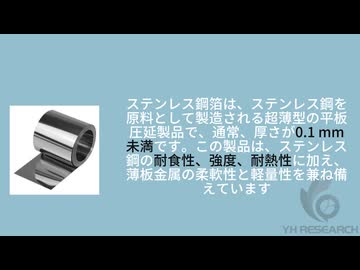 ステンレス鋼箔は、ステンレス鋼を
原料として製造される超薄型の平板
圧延製品で、通常、厚さが0.1 mm
未満です。この製品は、ステンレス
鋼の耐食性、強度、耐熱性に加え、
薄板金属の柔軟性と軽量性を兼ね備
えています
YH RESEARCH